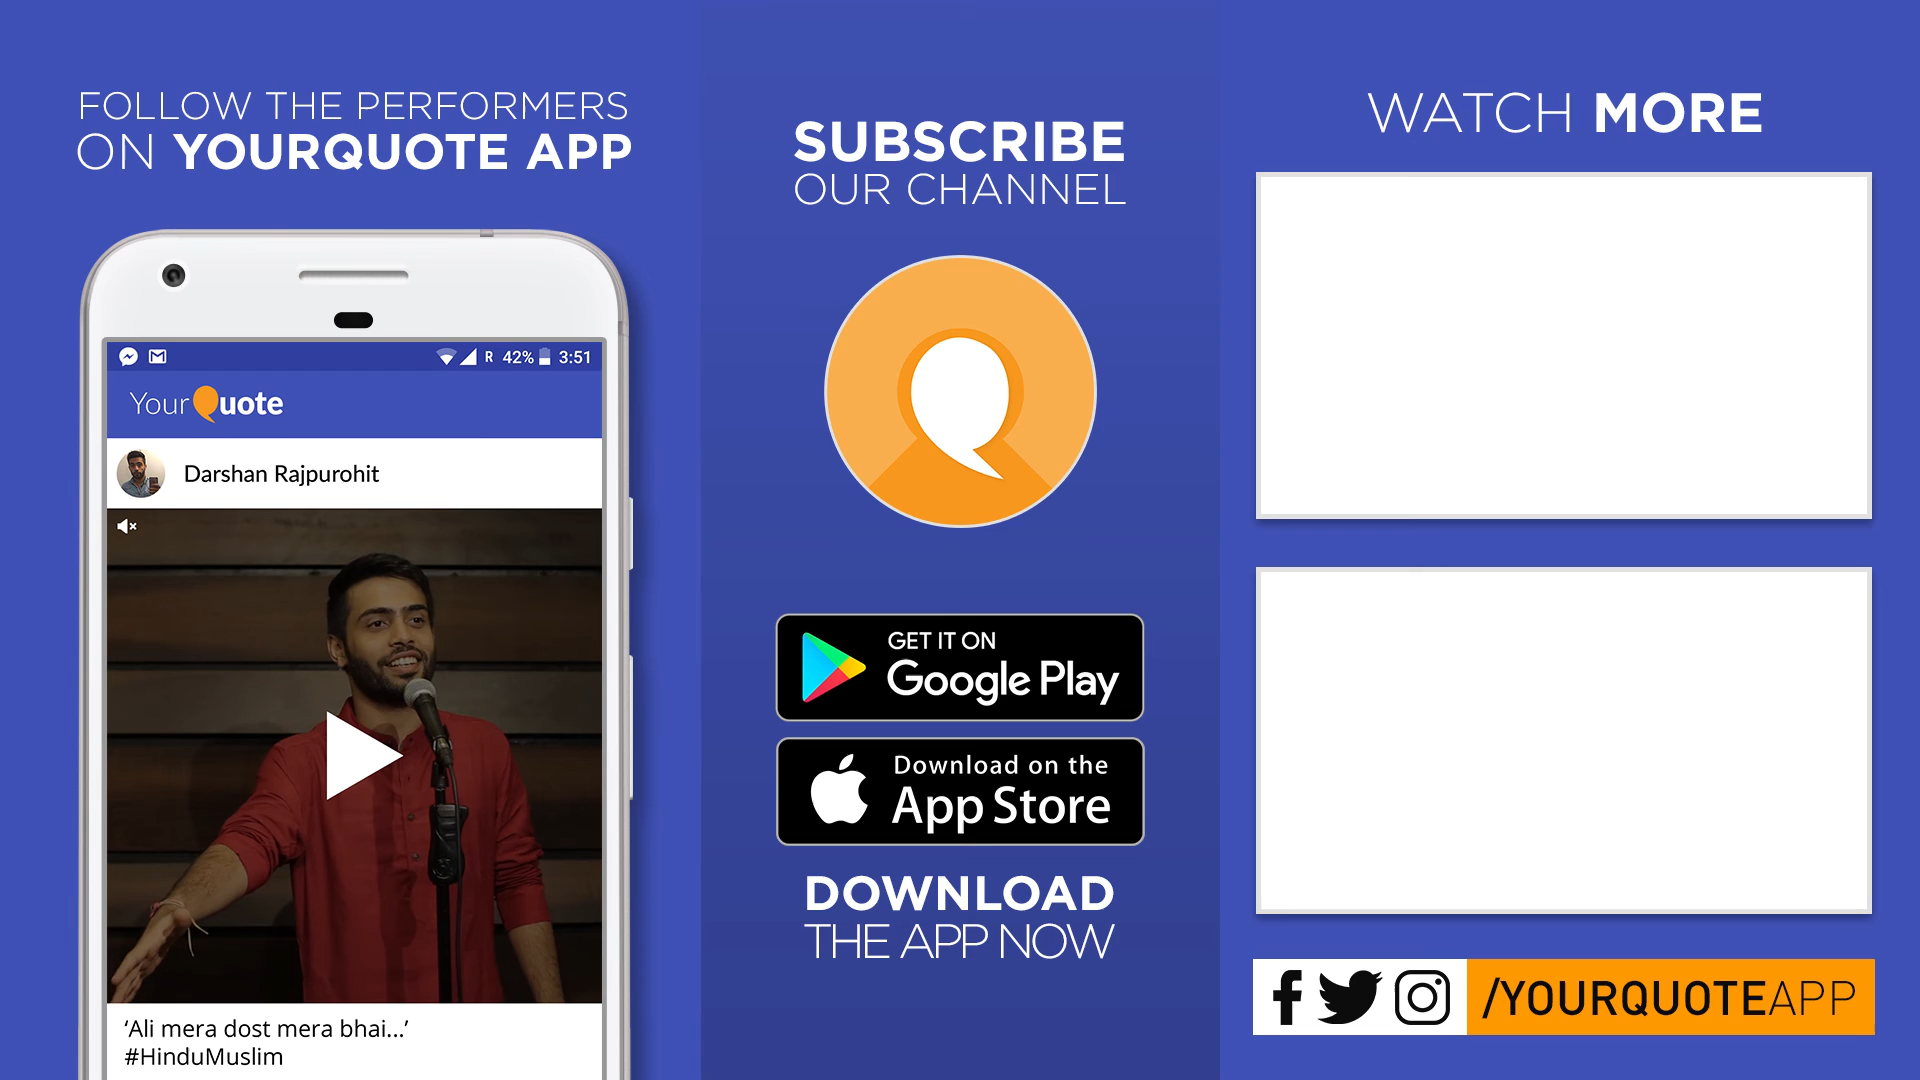 FOLLOW THE PERFORMERS
ON YOURQUOTE APP
R 42% 3:51
YourQuote
Darshan Rajpurohit
‘Ali mera dost mera bhai...’
#HinduMuslim
SUBSCRIBE
OUR CHANNEL
GET IT ON
Google Play
Download on the
App Store
DOWNLOAD
THE APP NOW
WATCH MORE
/YOURQUOTEAPP